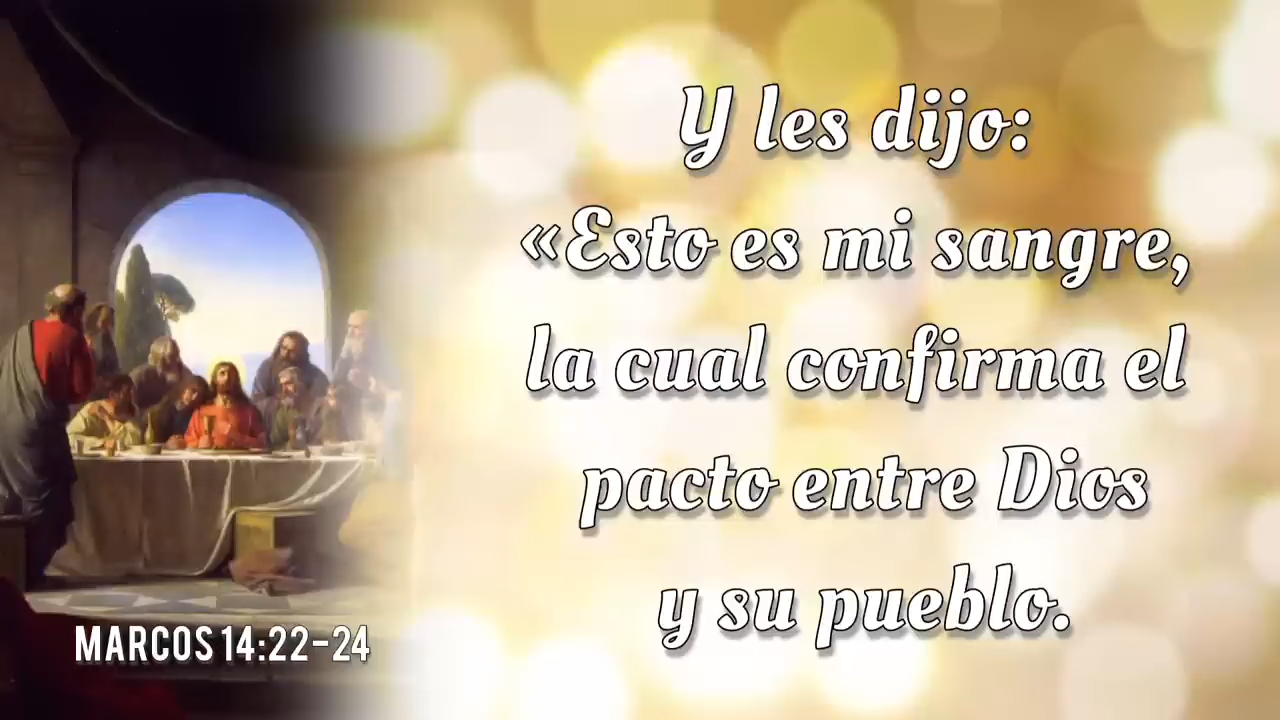 Y les dijo:
«Esto es mi sangre,
la cual confirma el
pacto entre Dios
y su pueblo.
MARCOS 14:22-24